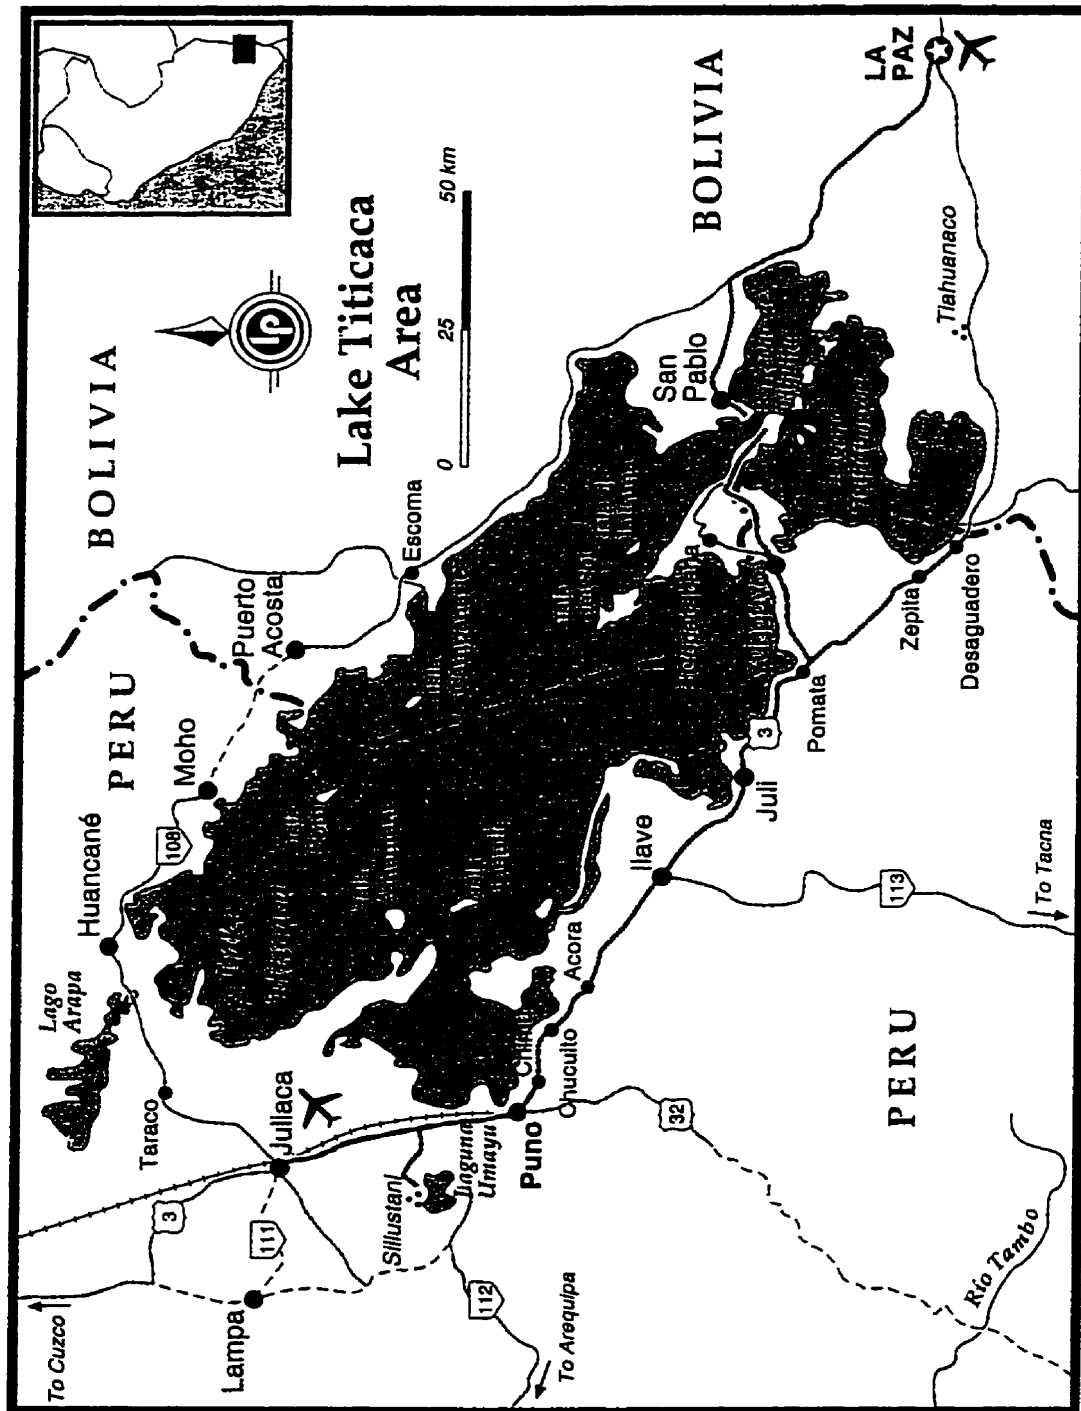 To Cuzco
Lago
Arapa
Huancané
PERU
BOLIVIA
Taraco
108
Moho
3
Puerto
Acosta
Lampa
111
Juliaca
LP
Lake Titicaca
Area
Escoma
0
25
50 km
Sillustani
Laguna
Umayu
112
Puno
Chucuito
To Arequipa
Acora
Ilave
San
Pablo
BOLIVIA
32
Juli
3
Pomata
LA
PAZ
113
PERU
Zepita
Tiahuanaco
Desaguadero
Río Tambo
To Tacna